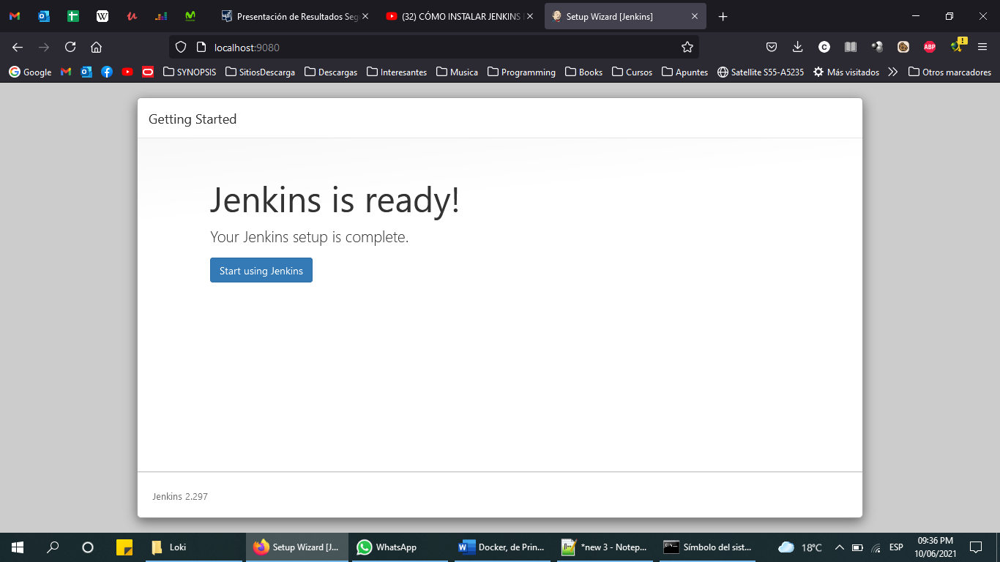 Presentación de Resultados Seg
(32) CÓMO INSTALAR JENKINS
Setup Wizard [Jenkins]
localhost:9080
Google
SYNOPSIS
SitiosDescarga
Descargas
Interesantes
Musica
Programming
Books
Cursos
Apuntes
Satellite S55-A5235
Más visitados
Otros marcadores
Getting Started
Jenkins is ready!
Your Jenkins setup is complete.
Start using Jenkins
Jenkins 2.297
Loki
Setup Wizard [J...
WhatsApp
Docker, de Prin...
*new 3 - Notep...
Símbolo del sist...
18°C
ESP
09:36 PM
10/06/2021